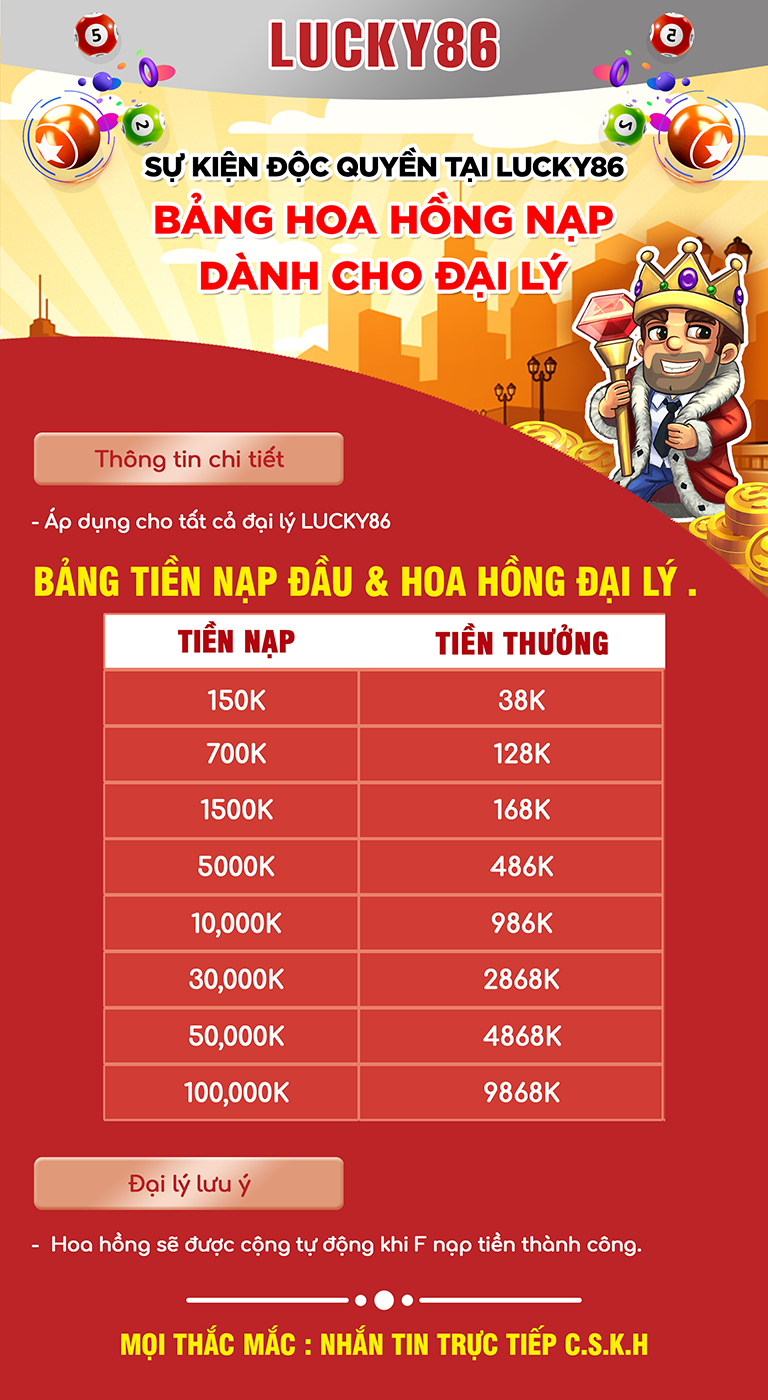 5
5
LUCKY86
2
2
SỰ KIỆN ĐỘC QUYỀN TẠI LUCKY86
BẢNG HOA HỒNG NẠP
DÀNH CHO ĐẠI LÝ
Thông tin chi tiết
- Áp dụng cho tất cả đại lý LUCKY86
BẢNG TIỀN NẠP ĐẦU & HOA HỒNG ĐẠI LÝ .
TIỀN NẠP TIỀN THƯỞNG
150K 38K
700K 128K
1500K 168K
5000K 486K
10,000K 986K
30,000K 2868K
50,000K 4868K
100,000K 9868K
Đại lý lưu ý
- Hoa hồng sẽ được cộng tự động khi F nạp tiền thành công.
MỌI THẮC MẮC : NHẮN TIN TRỰC TIẾP C.S.K.H